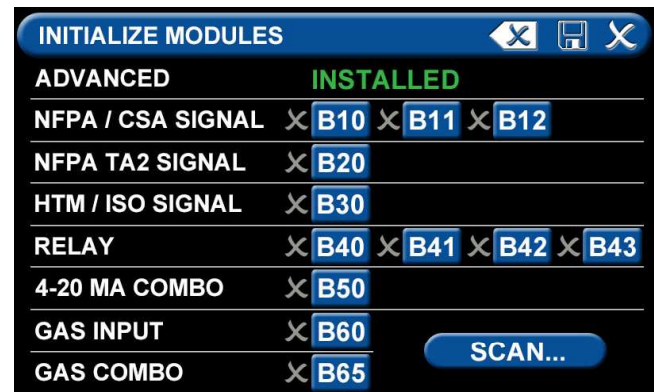 INITIALIZE MODULES
ADVANCED INSTALLED
NFPA / CSA SIGNAL B10 B11 B12
NFPA TA2 SIGNAL B20
HTM / ISO SIGNAL B30
RELAY B40 B41 B42 B43
4-20 MA COMBO B50
GAS INPUT B60
SCAN...
GAS COMBO B65